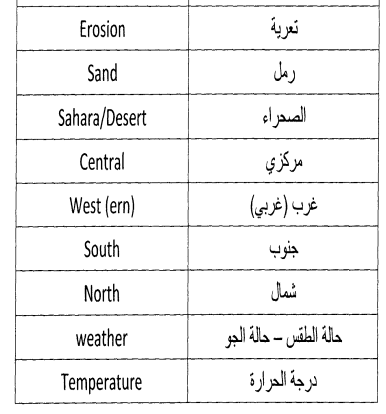 Erosion تعرية
Sand رمل
Sahara/Desert الصحراء
Central مركزي
West (ern) غرب (غربي)
South جنوب
North شمال
weather حالة الطقس – حالة الجو
Temperature درجة الحرارة